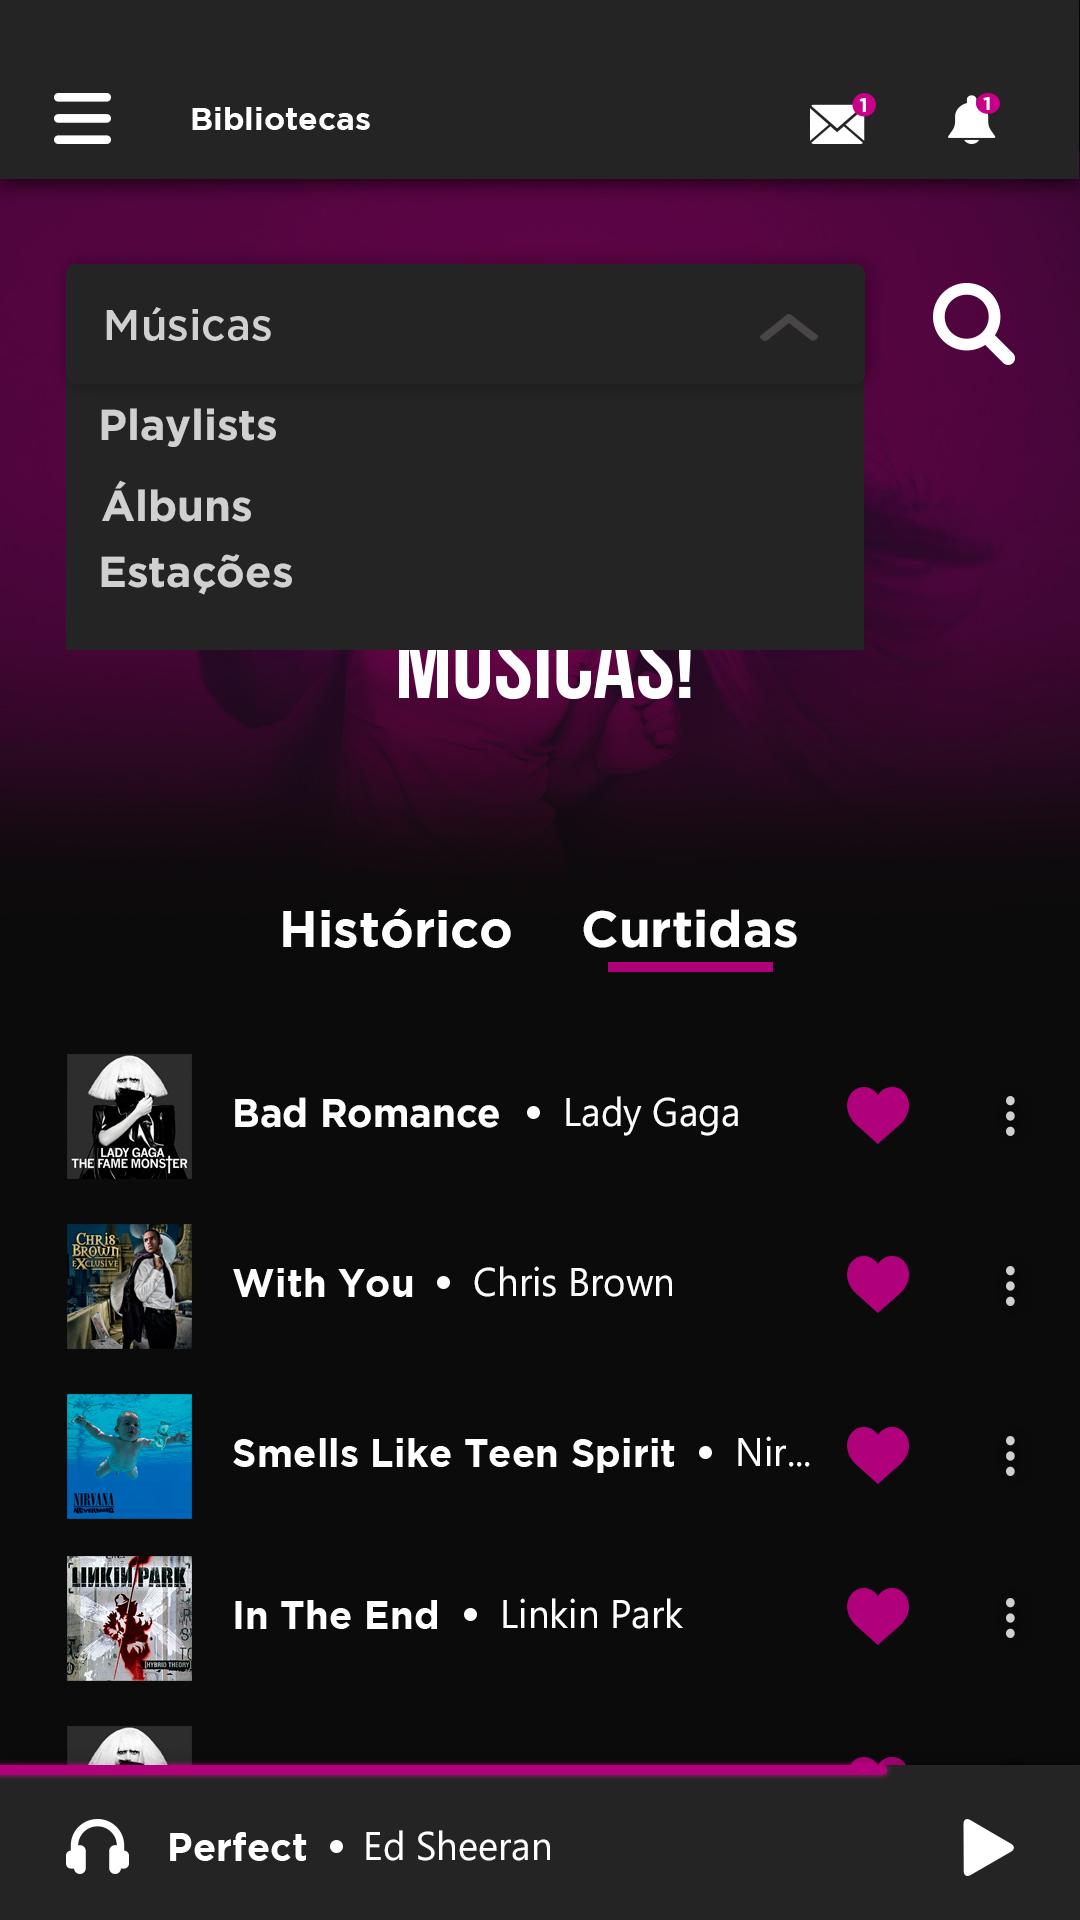 Bibliotecas
1
1
Músicas
Playlists
Álbuns
Estações
MÚSICAS!
Histórico Curtidas
LADY GAGA
THE FAME MONSTER
Bad Romance • Lady Gaga
CHRIS
BROWN
EXCLUSIVE
With You • Chris Brown
NIRVANA
NEVERMIND
Smells Like Teen Spirit • Nir...
LINKIN PARK
[HYBRID THEORY]
In The End • Linkin Park
Perfect • Ed Sheeran